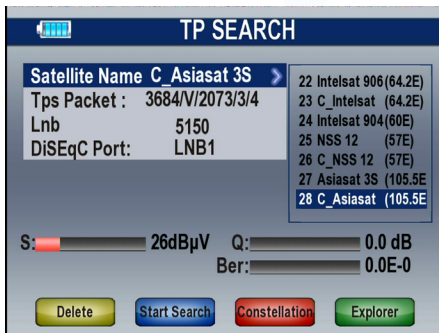 TP SEARCH
Satellite Name C_Asiasat 3S
Tps Packet : 3684/V/2073/3/4
Lnb 5150
DiSEqC Port: LNB1
22 Intelsat 906(64.2E)
23 C_Intelsat (64.2E)
24 Intelsat 904(60E)
25 NSS 12 (57E)
26 C_NSS 12 (57E)
27 Asiasat 3S (105.5E
28 C_Asiasat (105.5E
S: 26dBµV Q: 0.0 dB
Ber: 0.0E-0
Delete Start Search Constellation Explorer